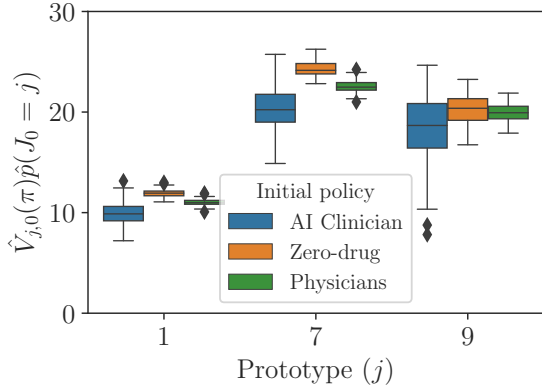 30
20
10
0
V̂_{j,0}(π)p̂(J_0 = j)
Initial policy
AI Clinician
Zero-drug
Physicians
1 7 9
Prototype (j)